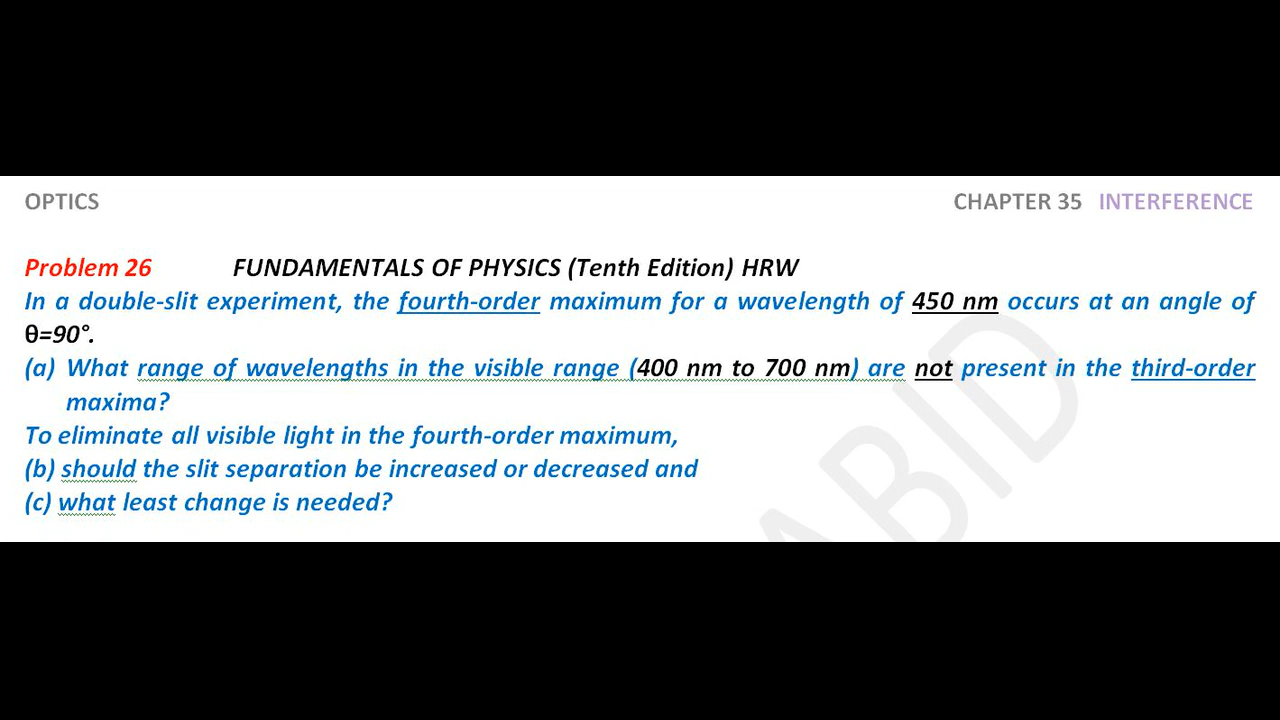 OPTICS CHAPTER 35 INTERFERENCE
Problem 26 FUNDAMENTALS OF PHYSICS (Tenth Edition) HRW
In a double-slit experiment, the fourth-order maximum for a wavelength of 450 nm occurs at an angle of
θ=90°.
(a) What range of wavelengths in the visible range (400 nm to 700 nm) are not present in the third-order
maxima?
To eliminate all visible light in the fourth-order maximum,
(b) should the slit separation be increased or decreased and
(c) what least change is needed?
ABID